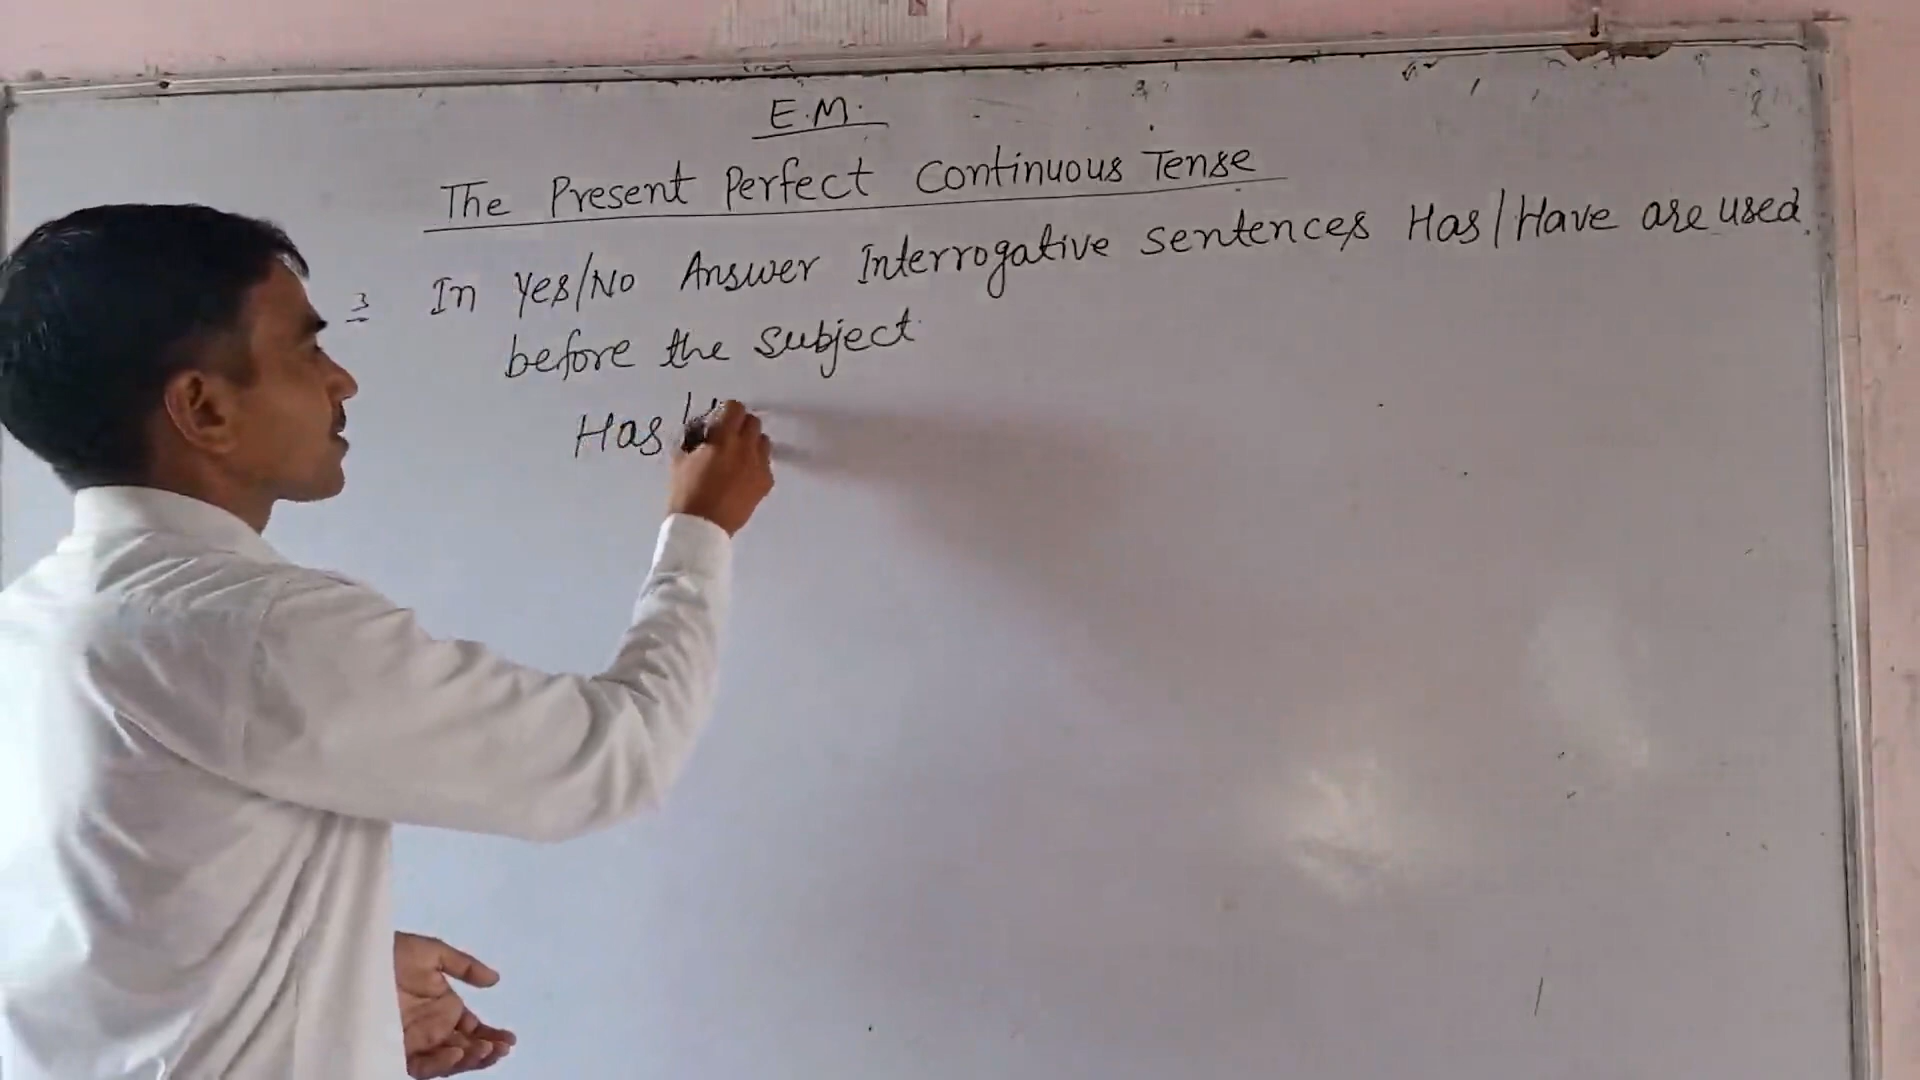 E.M.
The Present Perfect Continuous Tense
3 In Yes/No Answer Interrogative sentences Has/Have are used
before the subject
Has/